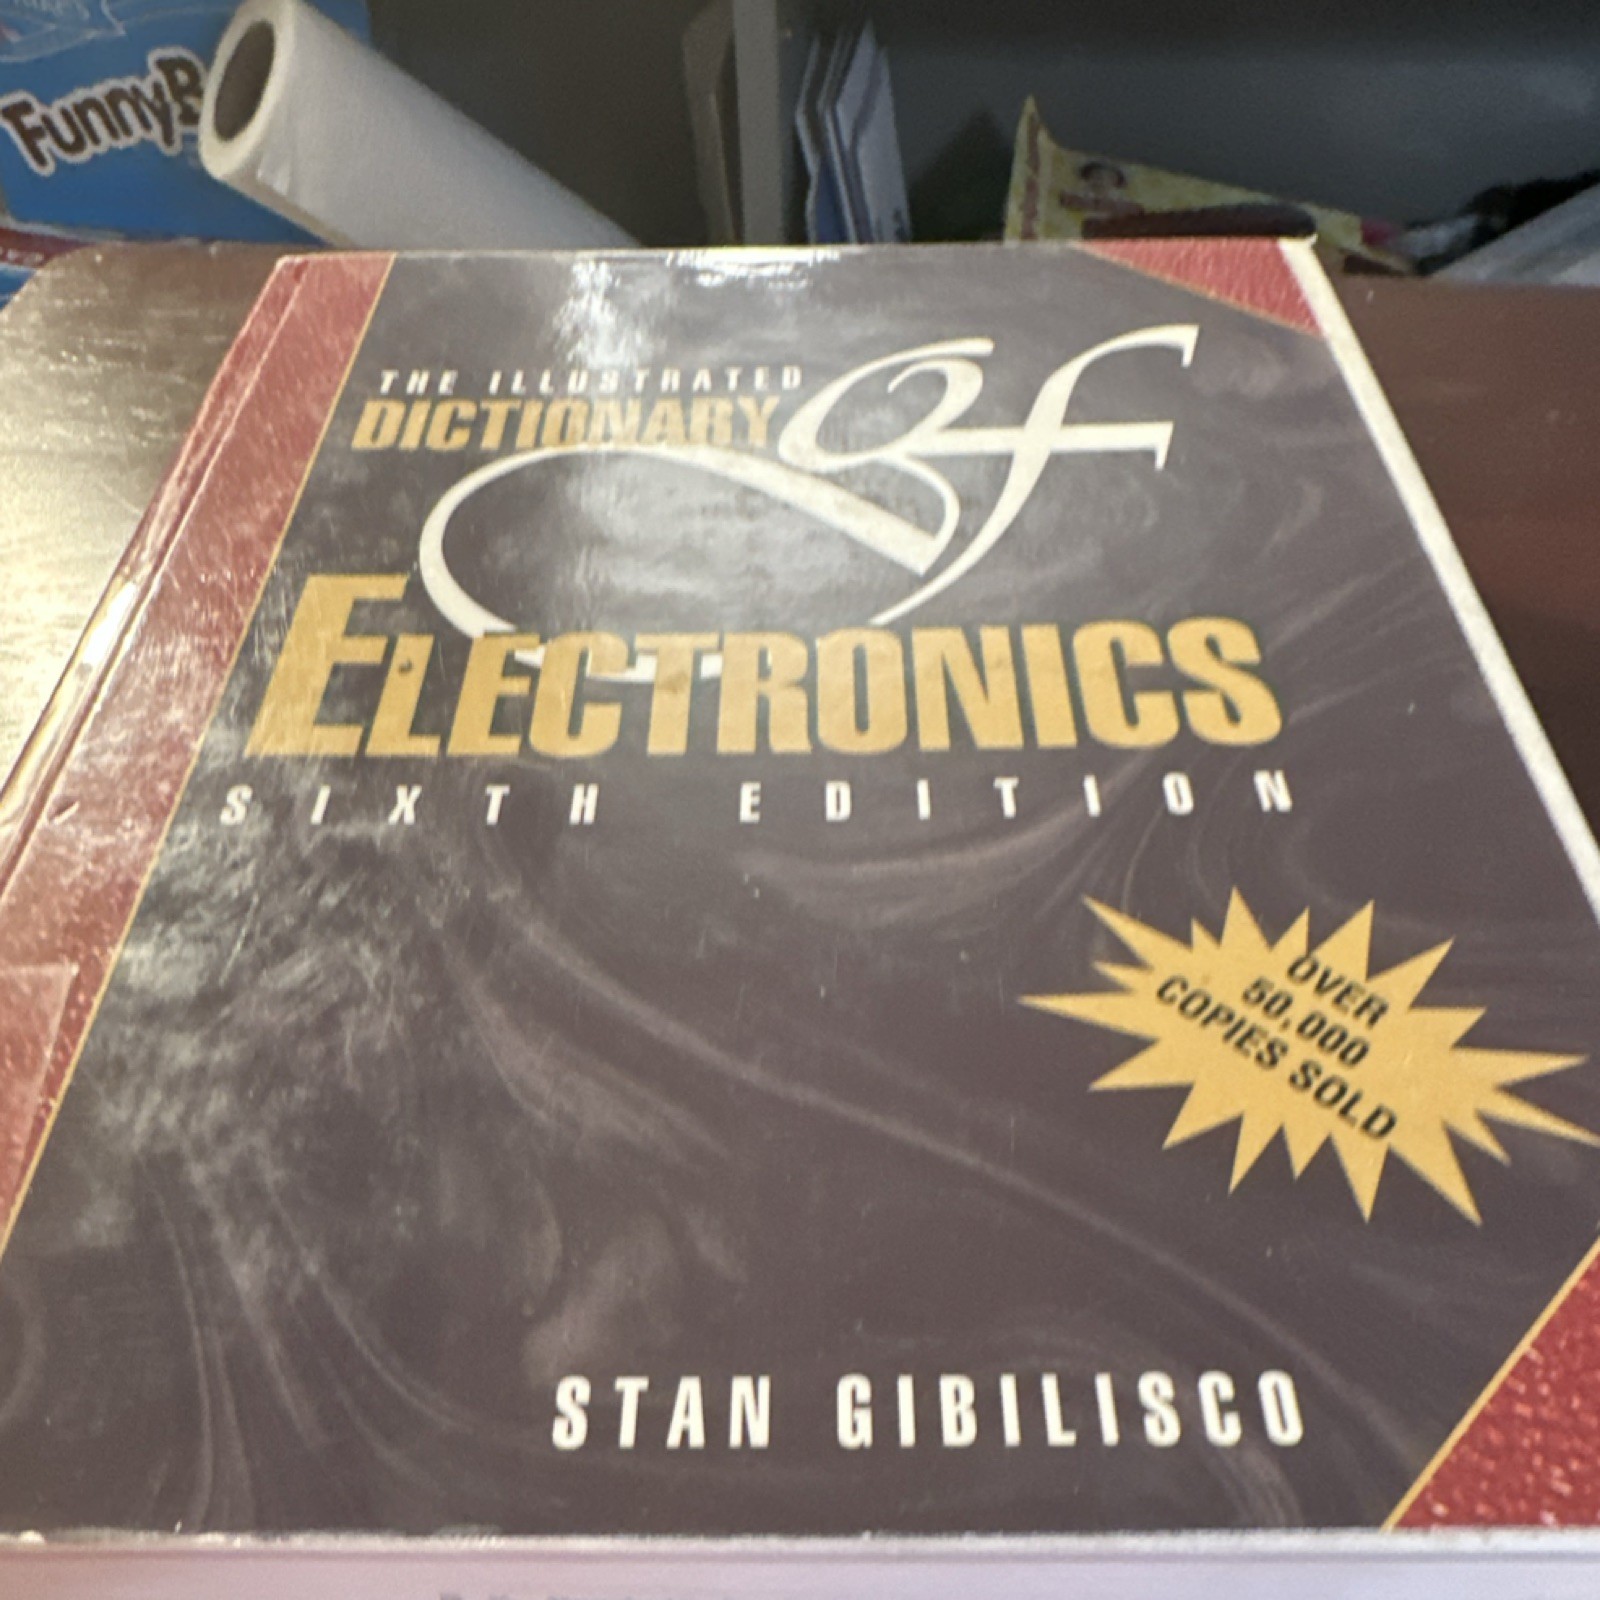 FunnyB
THE ILLUSTRATED
DICTIONARY
Of
ELECTRONICS
SIXTH EDITION
OVER
50,000
COPIES SOLD
STAN GIBILISCO